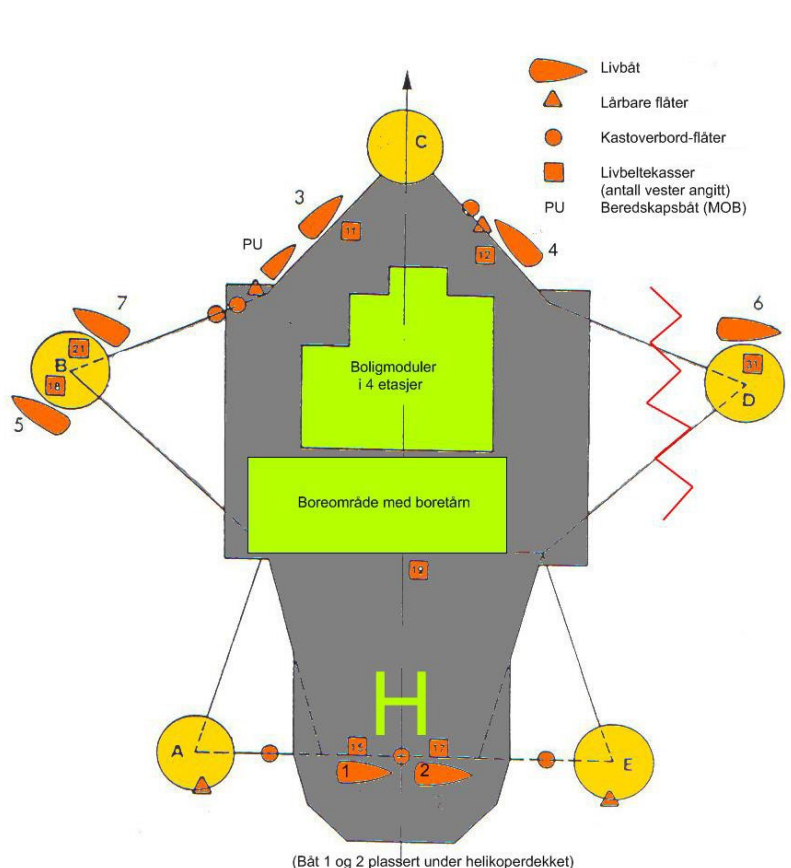 Livbåt
Lårbare flåter
Kastoverbord-flåter
Livbeltekasser
(antall vester angitt)
PU Beredskapsbåt (MOB)
C
3
11
4
12
PU
7
6
21
B
18
5
31
D
Boligmoduler
i 4 etasjer
Boreområde med boretårn
19
H
A
15
17
E
1
2
(Båt 1 og 2 plassert under helikoperdekket)